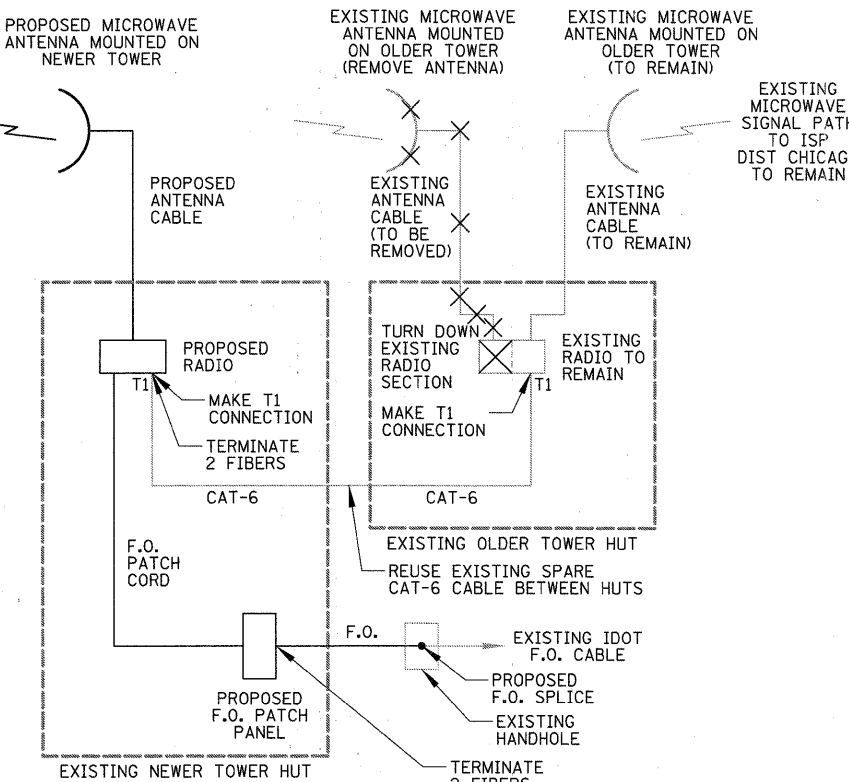 PROPOSED MICROWAVE
ANTENNA MOUNTED ON
NEWER TOWER
EXISTING MICROWAVE
ANTENNA MOUNTED
ON OLDER TOWER
(REMOVE ANTENNA)
EXISTING MICROWAVE
ANTENNA MOUNTED ON
OLDER TOWER
(TO REMAIN)
EXISTING
MICROWAVE
SIGNAL PATH
TO ISP
DIST CHICAG
TO REMAIN
PROPOSED
ANTENNA
CABLE
EXISTING
ANTENNA
CABLE
(TO BE
REMOVED)
EXISTING
ANTENNA
CABLE
(TO REMAIN)
PROPOSED
RADIO
T1
MAKE T1
CONNECTION
TERMINATE
2 FIBERS
TURN DOWN
EXISTING
RADIO
SECTION
EXISTING
RADIO TO
REMAIN
T1
MAKE T1
CONNECTION
CAT-6
CAT-6
EXISTING OLDER TOWER HUT
REUSE EXISTING SPARE
CAT-6 CABLE BETWEEN HUTS
F.O.
PATCH
CORD
F.O.
EXISTING IDOT
F.O. CABLE
PROPOSED
F.O. SPLICE
EXISTING
HANDHOLE
PROPOSED
F.O. PATCH
PANEL
EXISTING NEWER TOWER HUT
TERMINATE
2 FIBERS